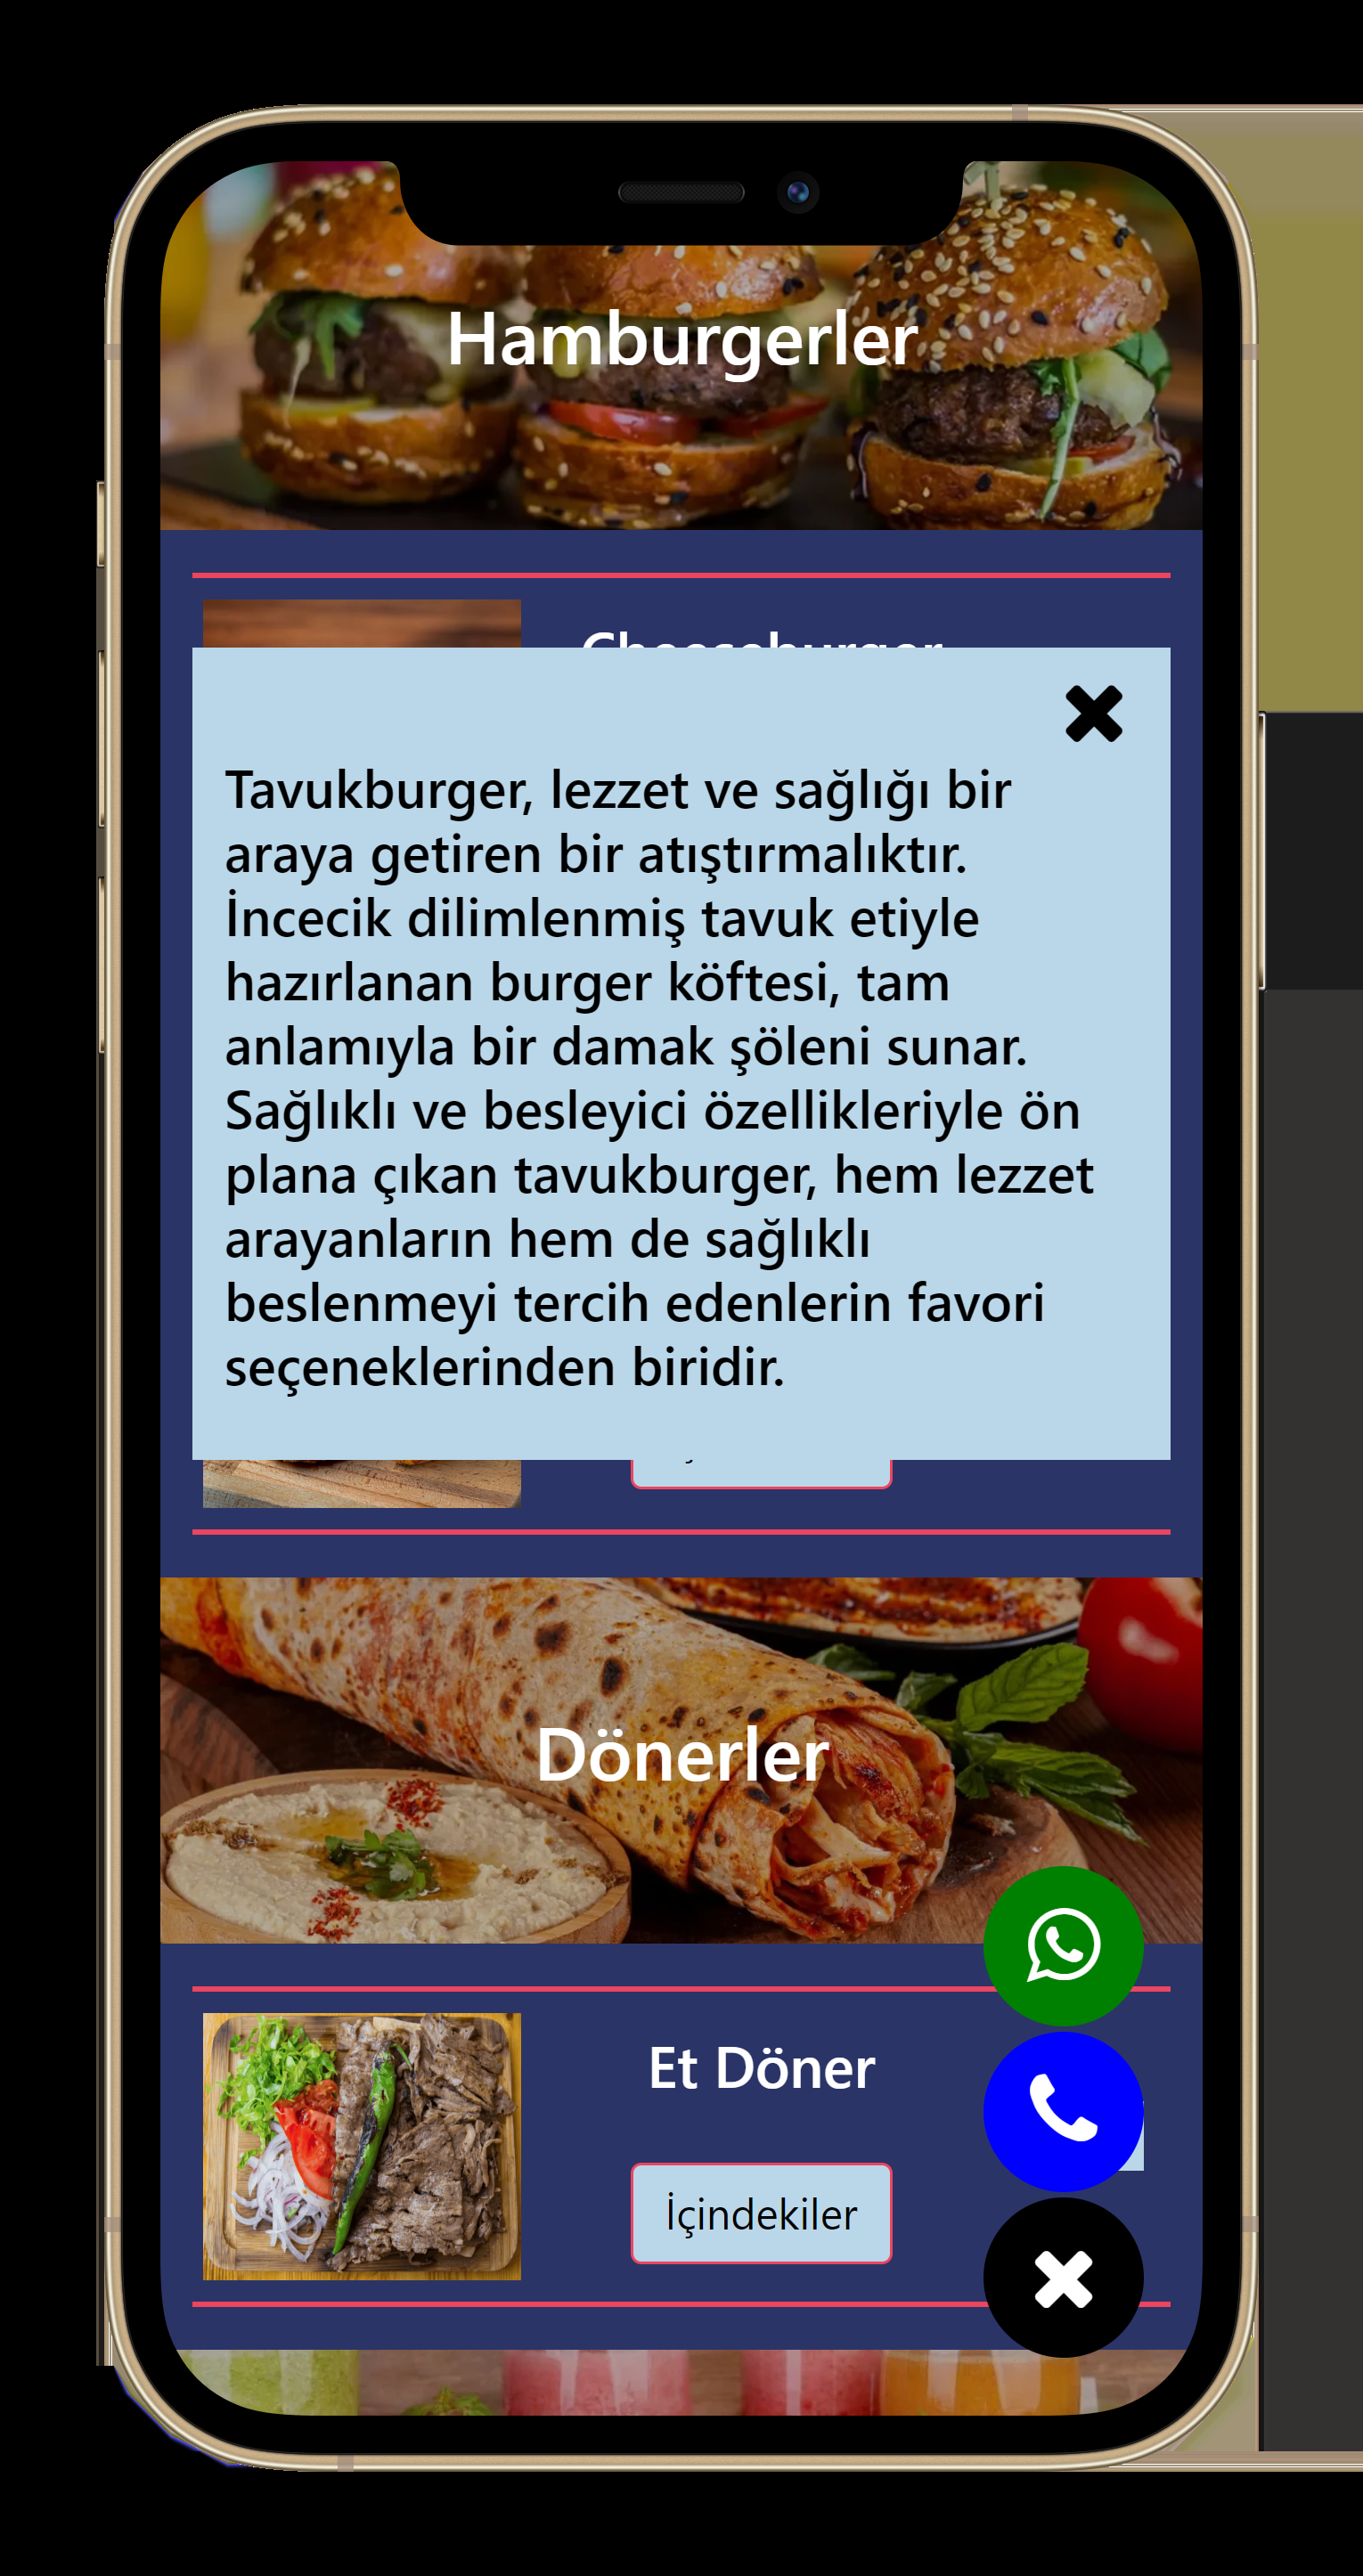 Hamburgerler
Cheeseburger
Tavukburger, lezzet ve sağlığı bir
araya getiren bir atıştırmalıktır.
İncecik dilimlenmiş tavuk etiyle
hazırlanan burger köftesi, tam
anlamıyla bir damak şöleni sunar.
Sağlıklı ve besleyici özellikleriyle ön
plana çıkan tavukburger, hem lezzet
arayanların hem de sağlıklı
beslenmeyi tercih edenlerin favori
seçeneklerinden biridir.
Dönerler
Et Döner
İçindekiler